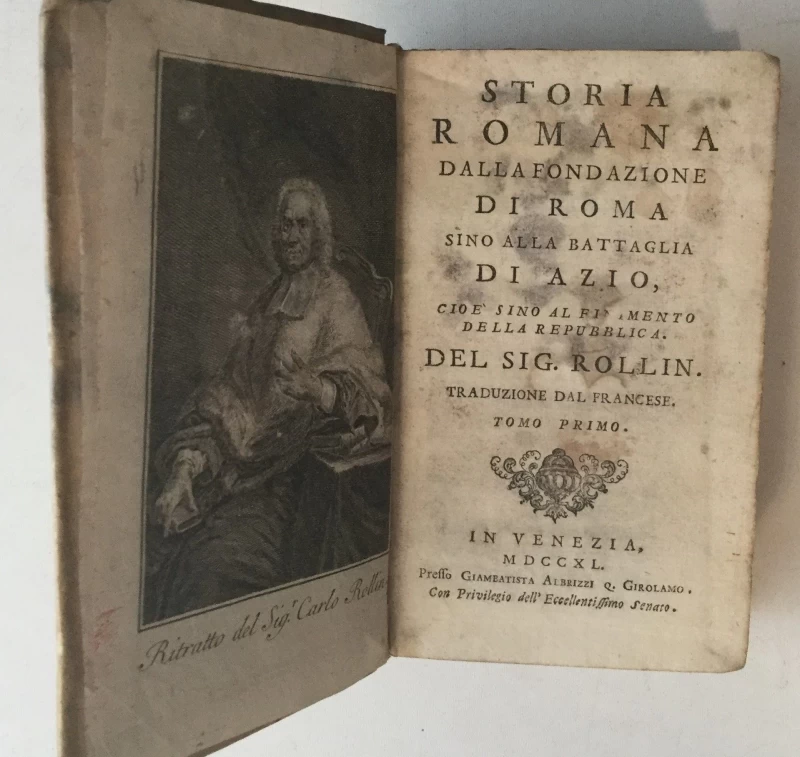 Ritratto del Sig.r Carlo Rollin
STORIA
ROMANA
DALLA FONDAZIONE
DI ROMA
SINO ALLA BATTAGLIA
DI AZIO,
CIOE` SINO AL
DELLA REPUBBLICA.
DEL SIG. ROLLIN.
TRADUZIONE DAL FRANCESE.
TOMO PRIMO.
IN VENEZIA,
MDCCXL.
Presso GIAMBATISTA ALBRIZZI Q. GIROLAMO.
Con Privilegio dell' Eccellentissimo Senato.